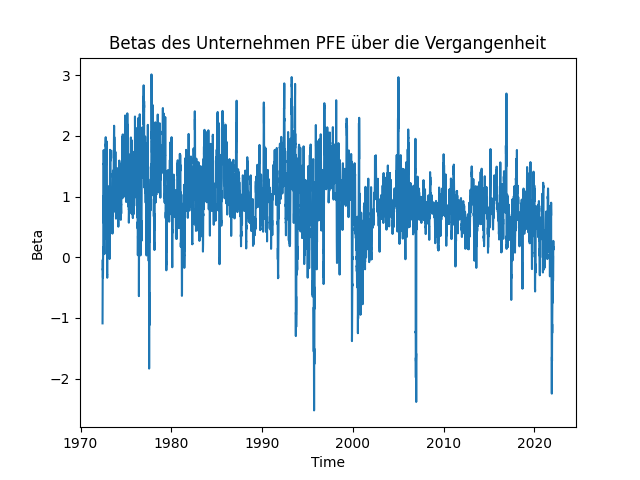 Betas des Unternehmen PFE über die Vergangenheit
3
2
1
0
−1
−2
Beta
1970 1980 1990 2000 2010 2020
Time